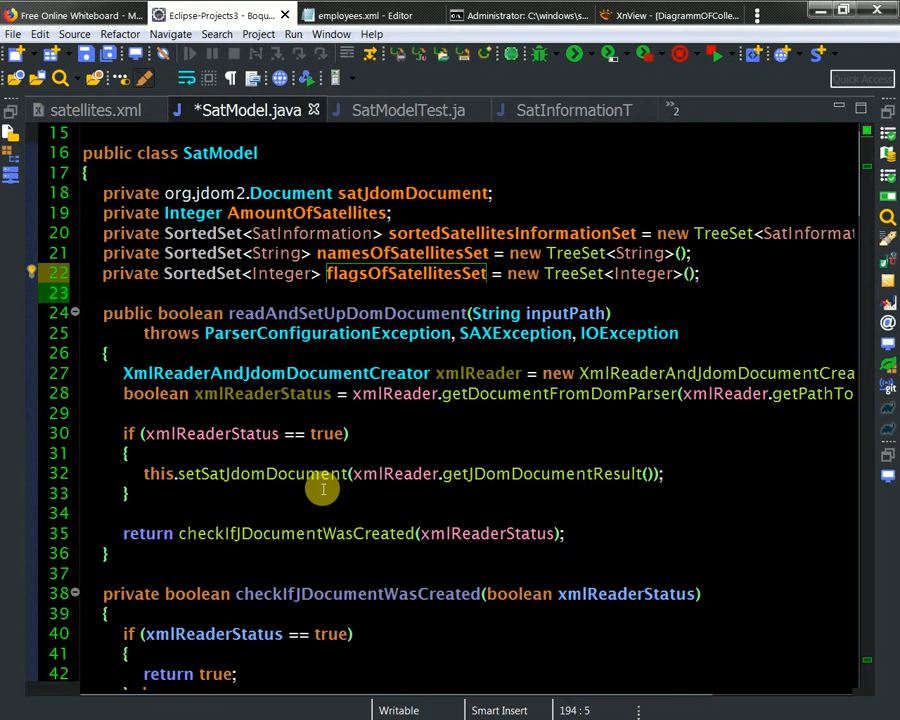 Free Online Whiteboard - M...
Eclipse-Projects3 - Boqu...
employees.xml - Editor
Administrator: C:\windows\s...
XnView - [DiagrammOFColle...
File Edit Source Refactor Navigate Search Project Run Window Help
Quick Access
satellites.xml
*SatModel.java
SatModelTest.ja
SatInformationT
»2
15
16 public class SatModel
17 {
18 private org.jdom2.Document satJdomDocument;
19 private Integer AmountOfSatellites;
20 private SortedSet<SatInformation> sortedSatellitesInformationSet = new TreeSet<SatInformat
21 private SortedSet<String> namesOfSatellitesSet = new TreeSet<String>();
22 private SortedSet<Integer> flagsOfSatellitesSet = new TreeSet<Integer>();
23
24 public boolean readAndSetUpDomDocument(String inputPath)
25 throws ParserConfigurationException, SAXException, IOException
26 {
27 XmlReaderAndJdomDocumentCreator xmlReader = new XmlReaderAndJdomDocumentCrea
28 boolean xmlReaderStatus = xmlReader.getDocumentFromDomParser(xmlReader.getPathTo
29
30 if (xmlReaderStatus == true)
31 {
32 this.setSatJdomDocument(xmlReader.getJDomDocumentResult());
33 }
34
35 return checkIfJDocumentWasCreated(xmlReaderStatus);
36 }
37
38 private boolean checkIfJDocumentWasCreated(boolean xmlReaderStatus)
39 {
40 if (xmlReaderStatus == true)
41 {
42 return true;
Writable Smart Insert 194 : 5